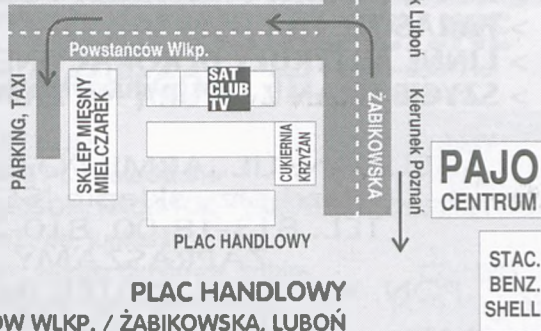 Luboń
Powstańców Wlkp.
SAT
CLUB
TV
PARKING, TAXI
SKLEP MIĘSNY
MIELCZAREK
CUKIERNIA
KRZYŻAN
ŻABIKOWSKA
Kierunek Poznań
PLAC HANDLOWY
PAJO
CENTRUM
STAC.
BENZ.
SHELL
PLAC HANDLOWY
WLKP. / ŻABIKOWSKA, LUBOŃ